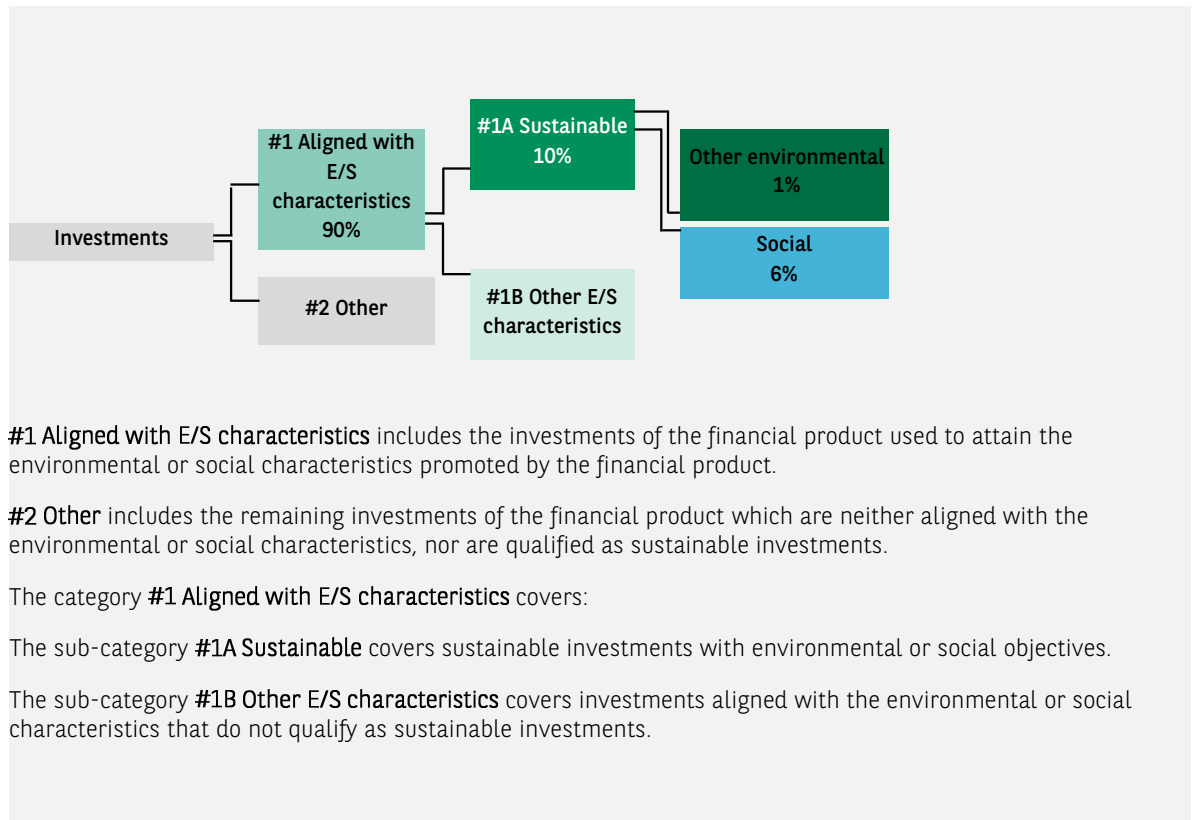 Investments
#1 Aligned with
E/S
characteristics
90%
#2 Other
#1A Sustainable
10%
#1B Other E/S
characteristics
Other environmental
1%
Social
6%
#1 Aligned with E/S characteristics includes the investments of the financial product used to attain the
environmental or social characteristics promoted by the financial product.
#2 Other includes the remaining investments of the financial product which are neither aligned with the
environmental or social characteristics, nor are qualified as sustainable investments.
The category #1 Aligned with E/S characteristics covers:
The sub-category #1A Sustainable covers sustainable investments with environmental or social objectives.
The sub-category #1B Other E/S characteristics covers investments aligned with the environmental or social
characteristics that do not qualify as sustainable investments.